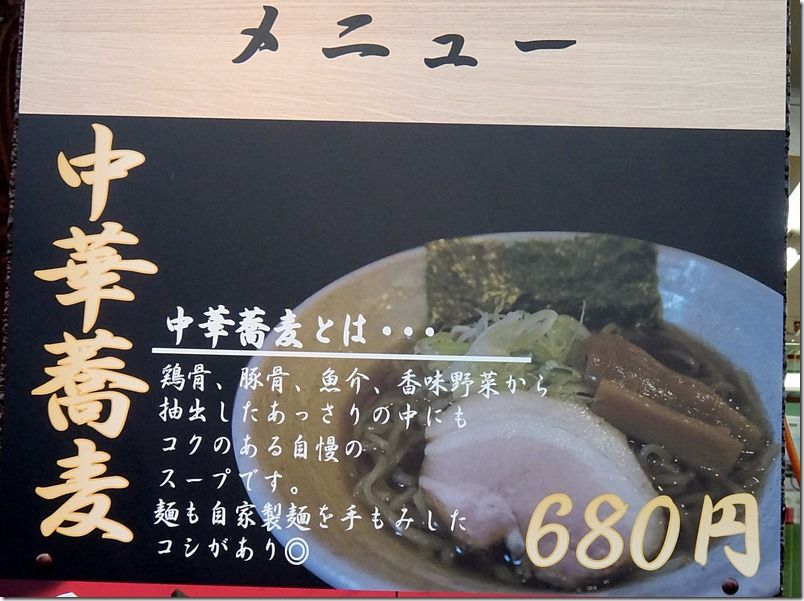 メニュー
中華蕎麦
中華蕎麦とは・・・
鶏骨、豚骨、魚介、香味野菜から
抽出したあっさりの中にも
コクのある自慢の
スープです。
麺も自家製麺を手もみした
コシがあり◎
680円